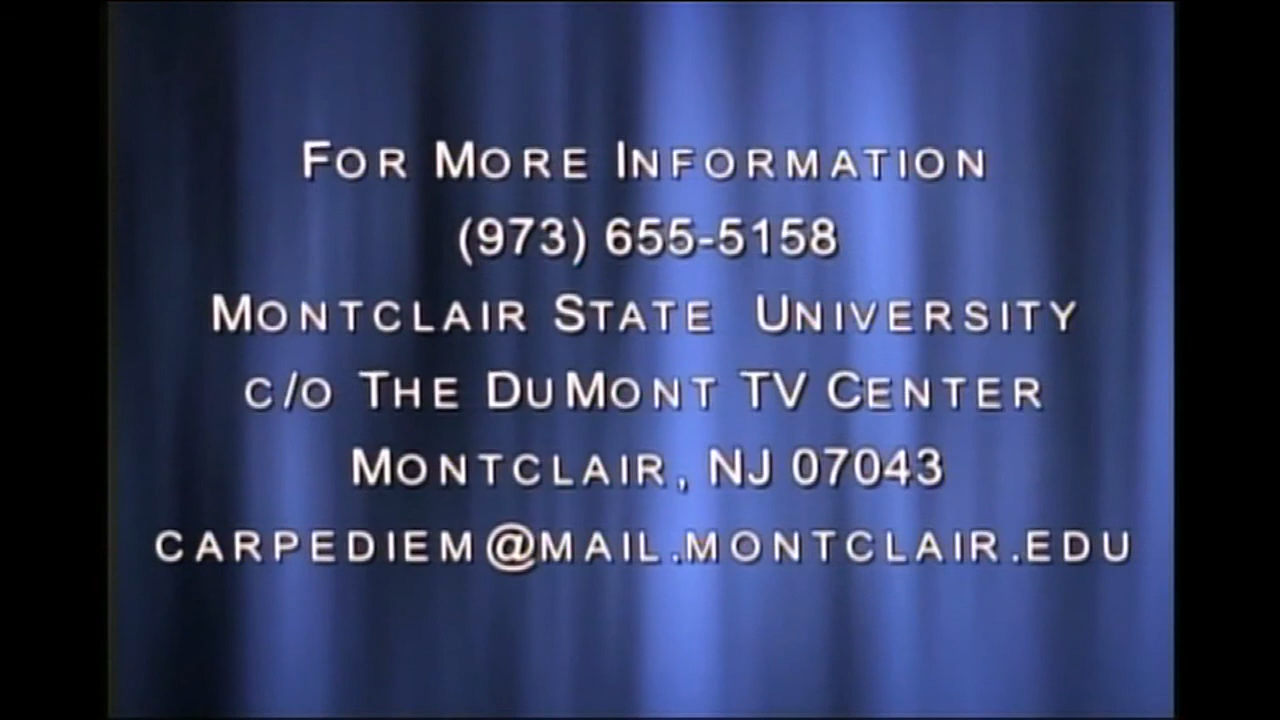 FOR MORE INFORMATION
(973) 655-5158
MONTCLAIR STATE UNIVERSITY
C/O THE DUMONT TV CENTER
MONTCLAIR, NJ 07043
CARPEDIEM@MAIL.MONTCLAIR.EDU